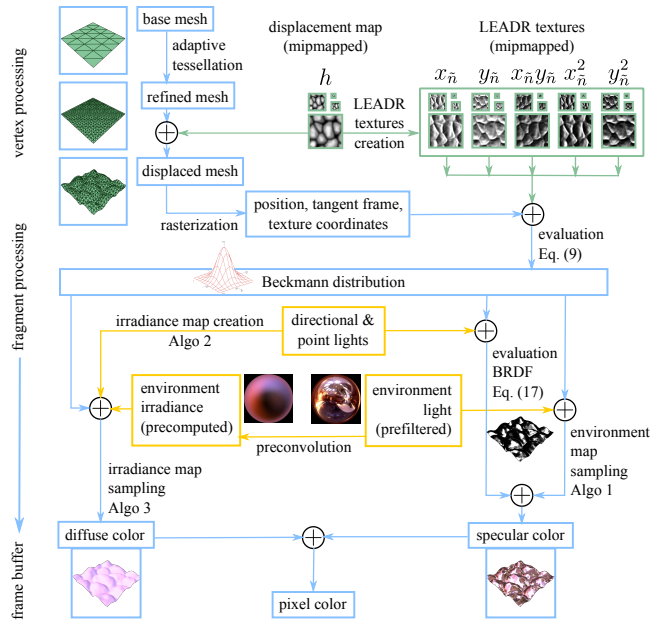 base mesh
adaptive
tessellation
refined mesh
displaced mesh
rasterization
vertex processing
displacement map
(mipmapped)
h
LEADR
textures
creation
LEADR textures
(mipmapped)
x_ñ y_ñ x_ñ y_ñ x_ñ^2 y_ñ^2
position, tangent frame,
texture coordinates
evaluation
Eq. (9)
fragment processing
Beckmann distribution
irradiance map creation
Algo 2
directional &
point lights
evaluation
BRDF
Eq. (17)
environment
irradiance
(precomputed)
environment
light
(prefiltered)
preconvolution
environment
map
sampling
Algo 1
irradiance map
sampling
Algo 3
diffuse color
specular color
pixel color
frame buffer